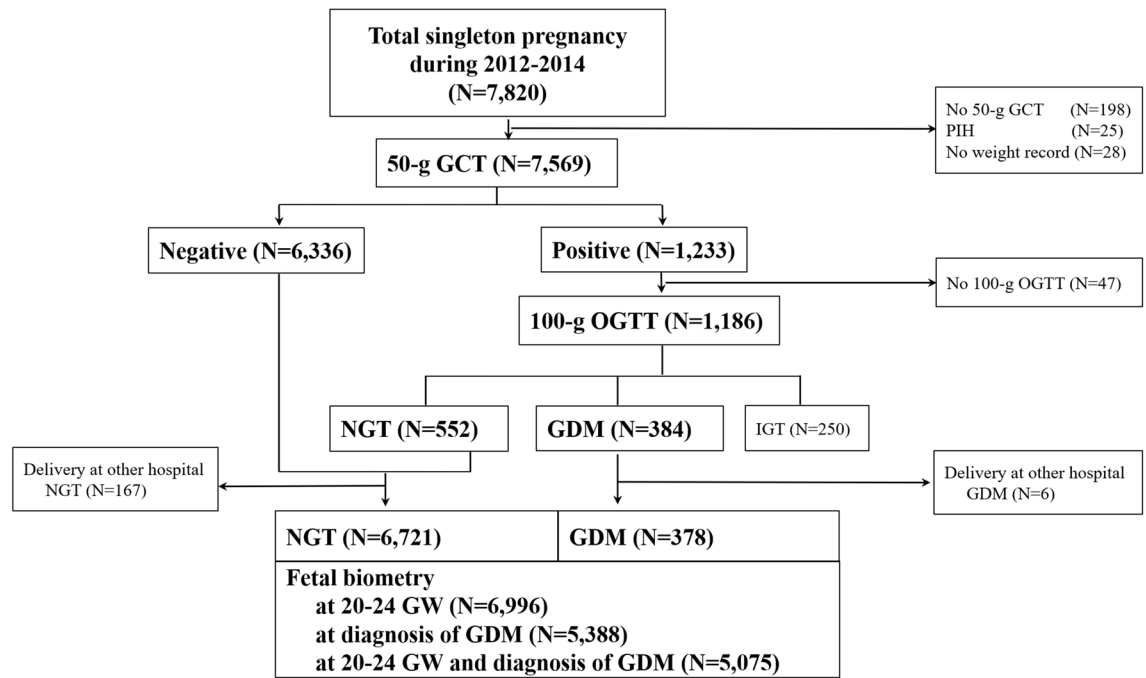 Total singleton pregnancy
during 2012-2014
(N=7,820)
No 50-g GCT (N=198)
PIH (N=25)
No weight record (N=28)
50-g GCT (N=7,569)
Negative (N=6,336)
Positive (N=1,233)
No 100-g OGTT (N=47)
100-g OGTT (N=1,186)
NGT (N=552)
GDM (N=384)
IGT (N=250)
Delivery at other hospital
NGT (N=167)
Delivery at other hospital
GDM (N=6)
NGT (N=6,721)
GDM (N=378)
Fetal biometry
at 20-24 GW (N=6,996)
at diagnosis of GDM (N=5,388)
at 20-24 GW and diagnosis of GDM (N=5,075)